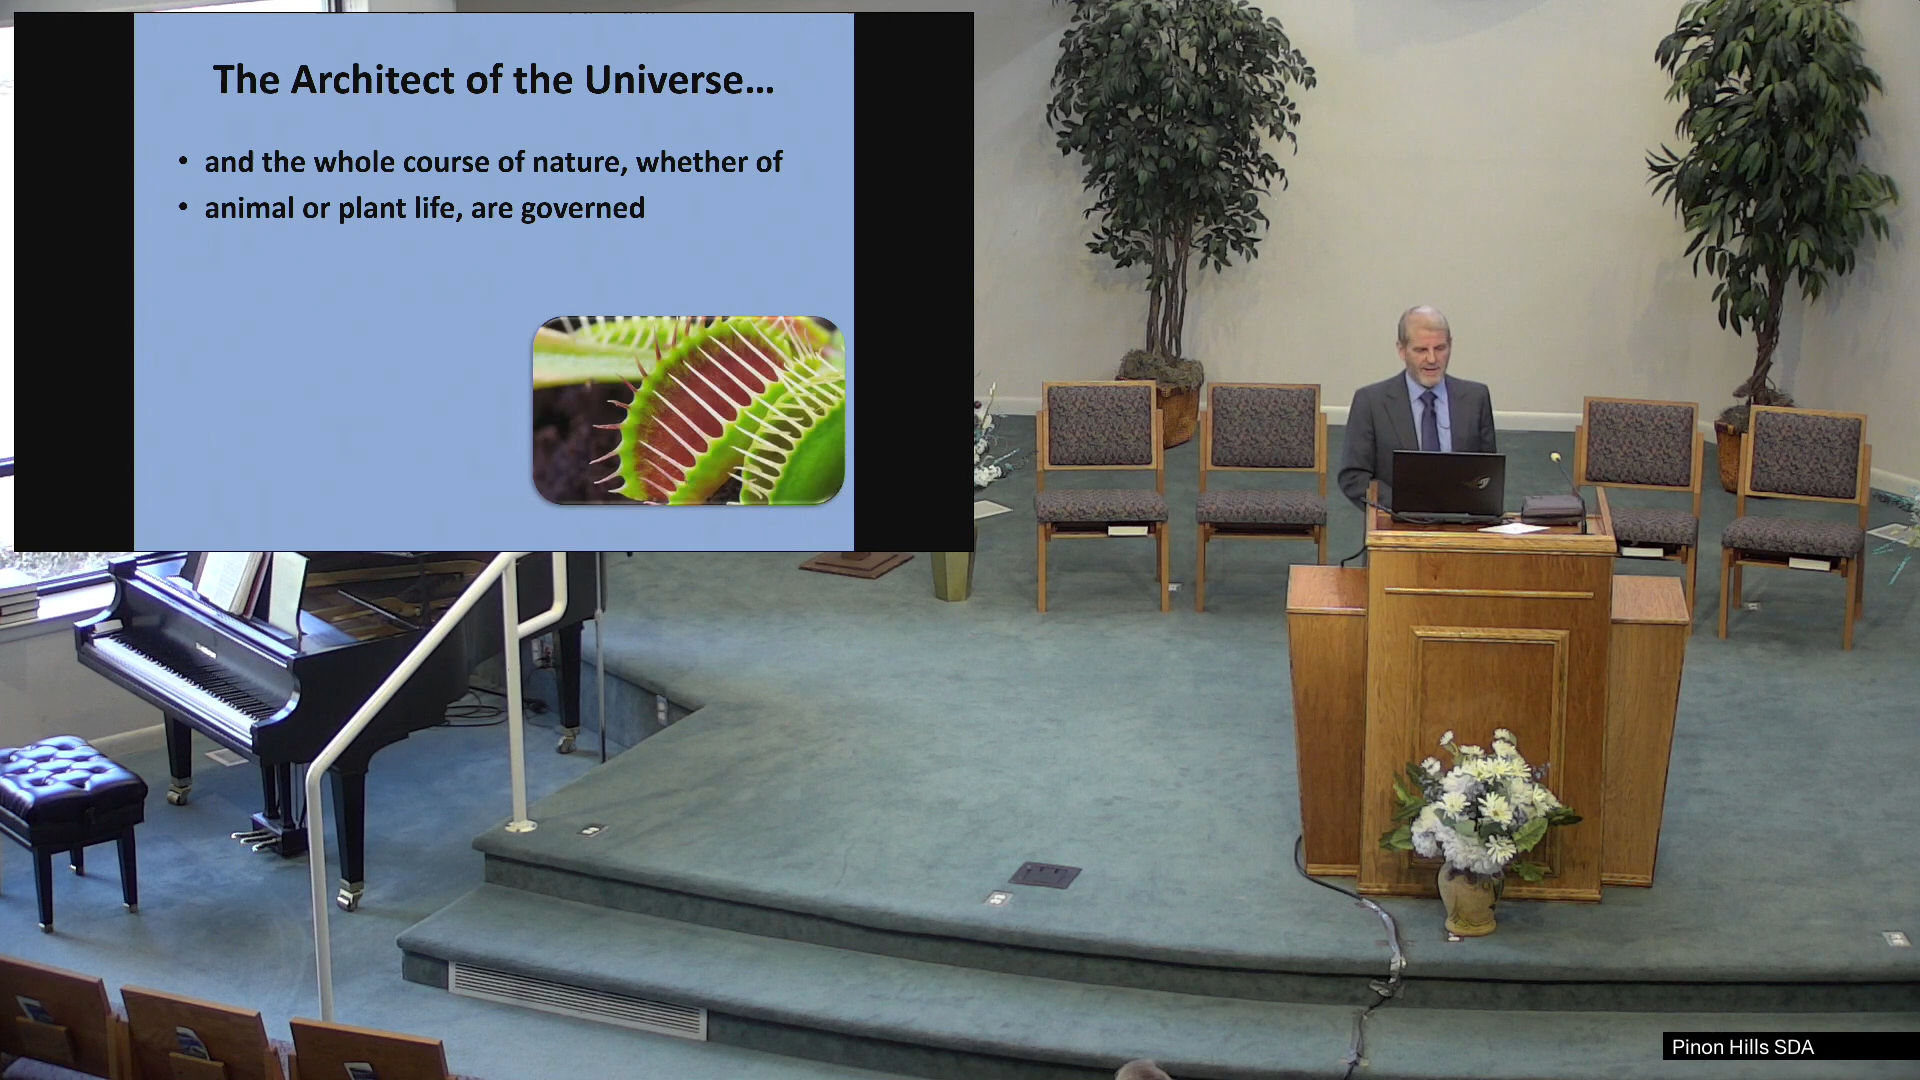 The Architect of the Universe...
• and the whole course of nature, whether of
• animal or plant life, are governed
Pinon Hills SDA